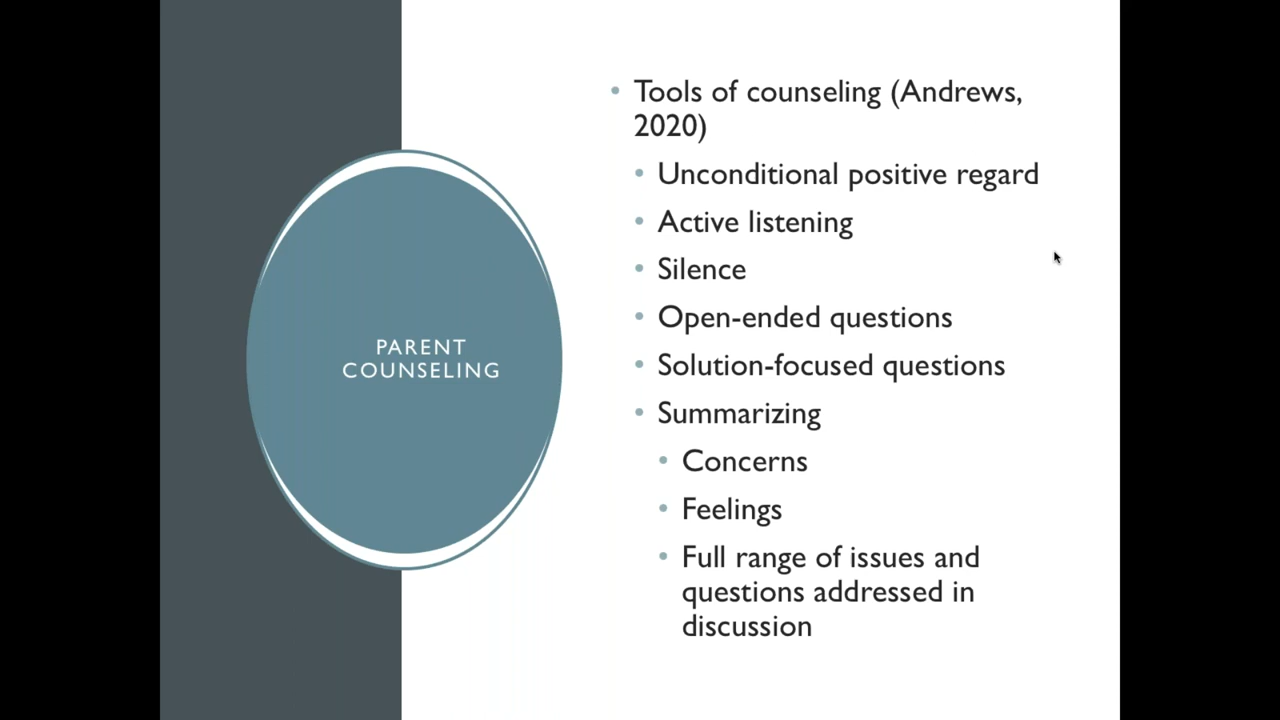 PARENT
COUNSELING
• Tools of counseling (Andrews,
2020)
• Unconditional positive regard
• Active listening
• Silence
• Open-ended questions
• Solution-focused questions
• Summarizing
• Concerns
• Feelings
• Full range of issues and
questions addressed in
discussion